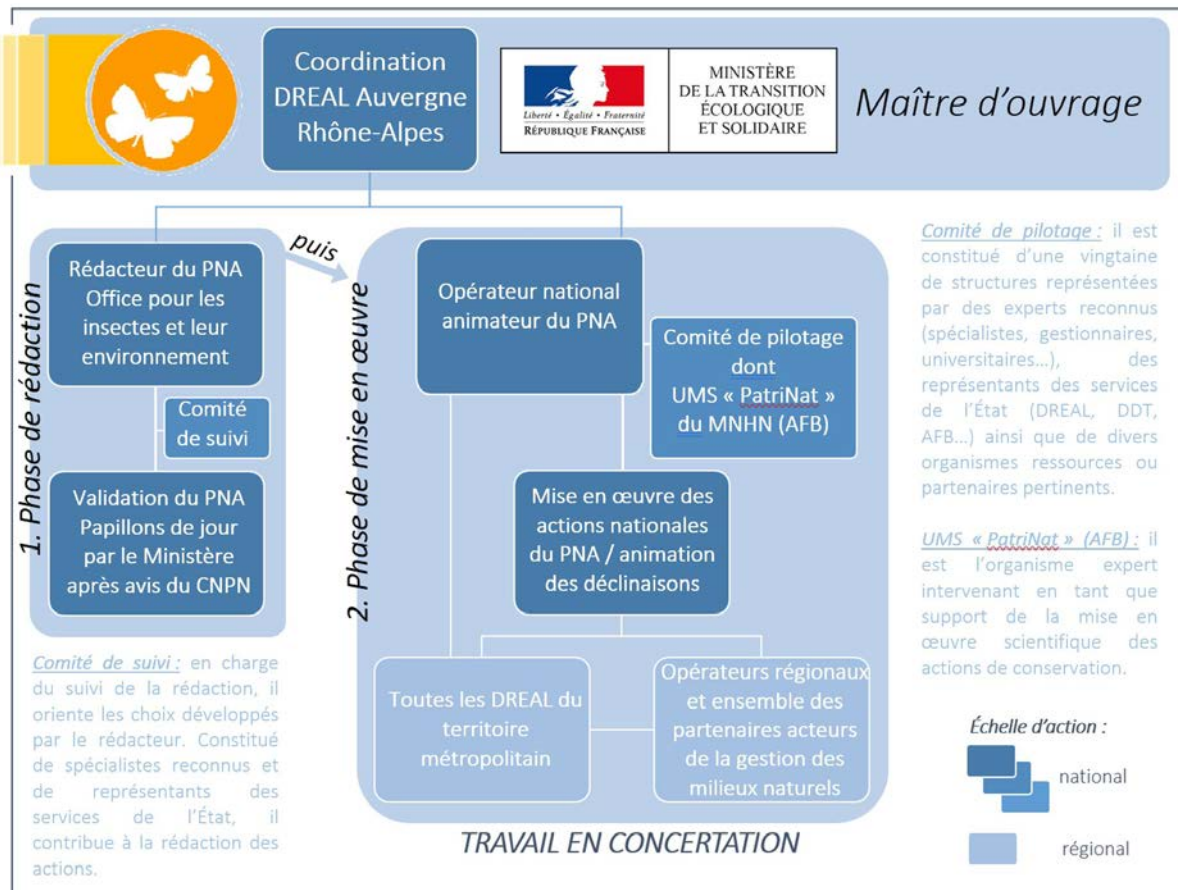 Coordination
DREAL Auvergne
Rhône-Alpes
Liberté • Égalité • Fraternité
RÉPUBLIQUE FRANÇAISE
MINISTÈRE
DE LA TRANSITION
ÉCOLOGIQUE
ET SOLIDAIRE
Maître d'ouvrage
1. Phase de rédaction
Rédacteur du PNA
Office pour les
insectes et leur
environnement
Comité
de suivi
Validation du PNA
Papillons de jour
par le Ministère
après avis du CNPN
Comité de suivi : en charge
du suivi de la rédaction, il
oriente les choix développés
par le rédacteur. Constitué
de spécialistes reconnus et
de représentants des
services de l'État, il
contribue à la rédaction des
actions.
puis
2. Phase de mise en œuvre
Opérateur national
animateur du PNA
Comité de pilotage
dont
UMS « PatriNat »
du MNHN (AFB)
Mise en œuvre des
actions nationales
du PNA / animation
des déclinaisons
Toutes les DREAL du
territoire
métropolitain
Opérateurs régionaux
et ensemble des
partenaires acteurs
de la gestion des
milieux naturels
TRAVAIL EN CONCERTATION
Comité de pilotage : il est
constitué d'une vingtaine
de structures représentées
par des experts reconnus
(spécialistes, gestionnaires,
universitaires...), des
représentants des services
de l'État (DREAL, DDT,
AFB...) ainsi que de divers
organismes ressources ou
partenaires pertinents.
UMS « PatriNat » (AFB) : il
est l'organisme expert
intervenant en tant que
support de la mise en
œuvre scientifique des
actions de conservation.
Échelle d'action :
national
régional